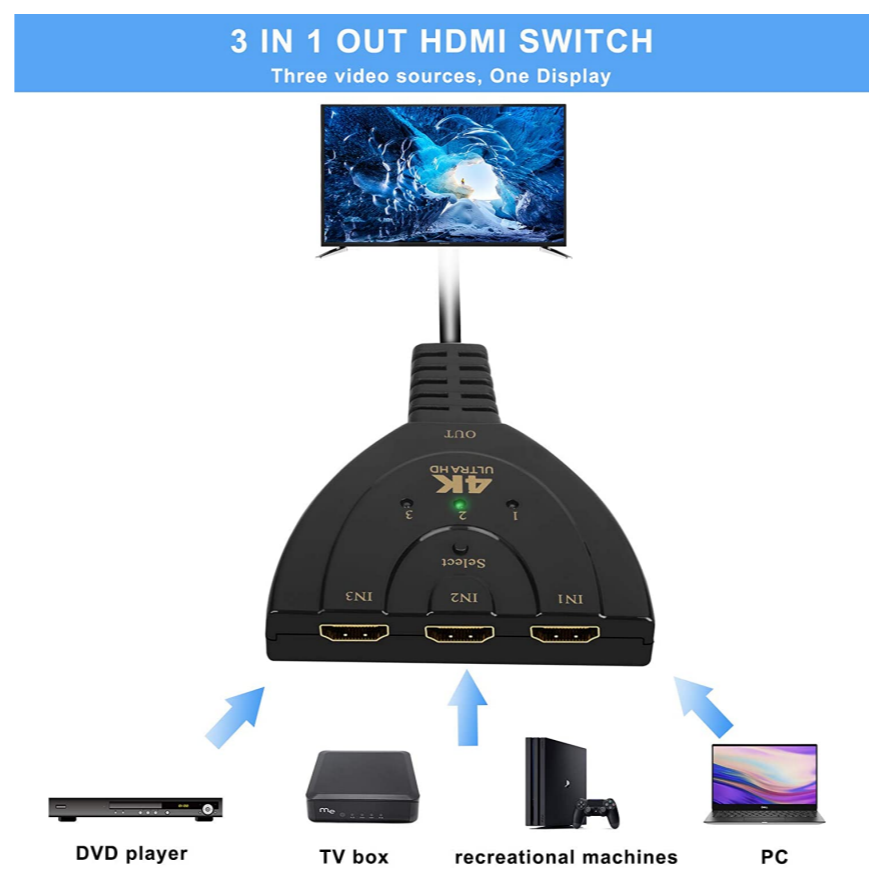 3 IN 1 OUT HDMI SWITCH
Three video sources, One Display
OUT
ULTRA HD
4K
3 2 1
Select
IN3 IN2 IN1
me
DVD player TV box recreational machines PC